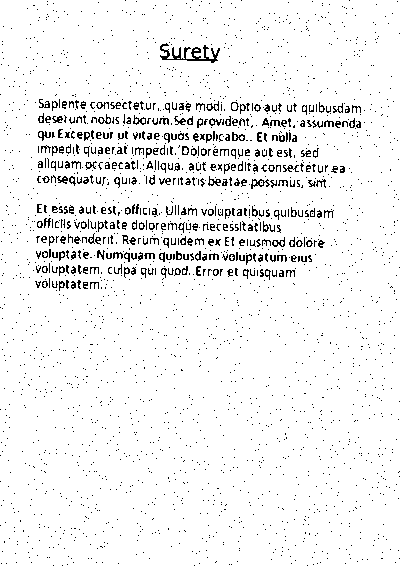 Surety
Sapiente consectetur, quae modi. Optio aut ut quibusdam
deserunt nobis laborum.Sed provident, . Amet, assumenda
qui Excepteur ut vitae quos explicabo.. Et nulla
impedit quaerat impedit. Doloremque aut est, sed
aliquam occaecati. Aliqua, aut expedita consectetur ea
consequatur, quia. Id veritatis beatae possimus, sint
Et esse aut est, officia. Ullam voluptatibus quibusdam
officiis voluptate doloremque necessitatibus
reprehenderit. Rerum quidem ex Et eiusmod dolore
voluptate. Numquam quibusdam voluptatum eius
voluptatem, culpa qui quod. Error et quisquam
voluptatem..